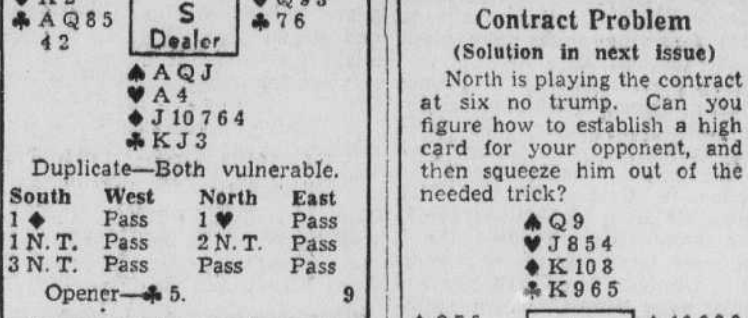 ♣ A Q 8 5
4 2
S
Dealer
♣ 7 6
♠ A Q J
♥ A 4
♦ J 10 7 6 4
♣ K J 3
Duplicate—Both vulnerable.
South West North East
1 ♦ Pass 1 ♥ Pass
1 N. T. Pass 2 N. T. Pass
3 N. T. Pass Pass Pass
Opener—♣ 5. 9
Contract Problem
(Solution in next issue)
North is playing the contract
at six no trump. Can you
figure how to establish a high
card for your opponent, and
then squeeze him out of the
needed trick?
♠ Q 9
♥ J 8 5 4
♦ K 10 8
♣ K 9 6 5